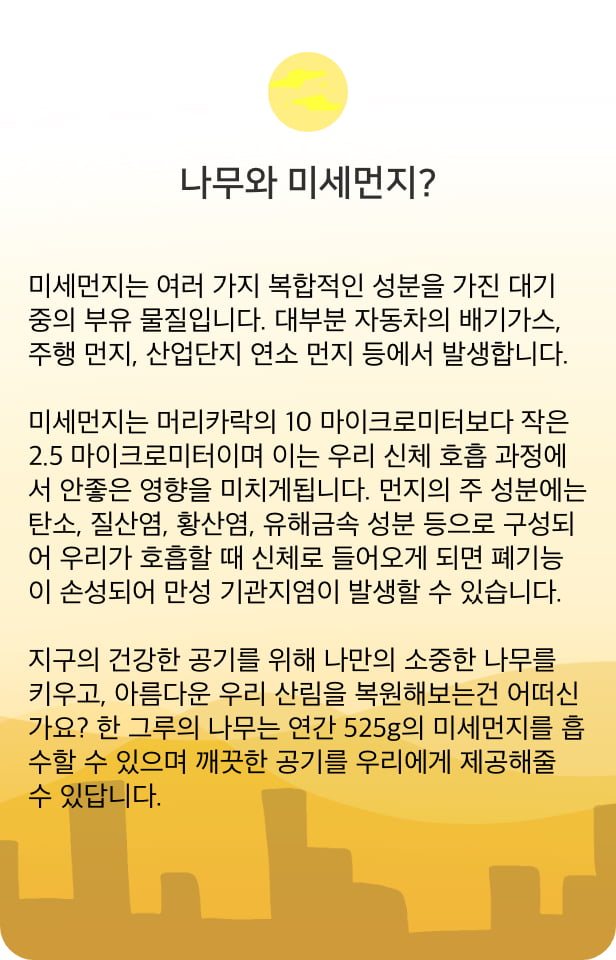 나무와 미세먼지?
미세먼지는 여러 가지 복합적인 성분을 가진 대기
중의 부유 물질입니다. 대부분 자동차의 배기가스,
주행 먼지, 산업단지 연소 먼지 등에서 발생합니다.
미세먼지는 머리카락의 10 마이크로미터보다 작은
2.5 마이크로미터이며 이는 우리 신체 호흡 과정에
서 안좋은 영향을 미치게됩니다. 먼지의 주 성분에는
탄소, 질산염, 황산염, 유해금속 성분 등으로 구성되
어 우리가 호흡할 때 신체로 들어오게 되면 폐기능
이 손성되어 만성 기관지염이 발생할 수 있습니다.
지구의 건강한 공기를 위해 나만의 소중한 나무를
키우고, 아름다운 우리 산림을 복원해보는건 어떠신
가요? 한 그루의 나무는 연간 525g의 미세먼지를 흡
수할 수 있으며 깨끗한 공기를 우리에게 제공해줄
수 있답니다.